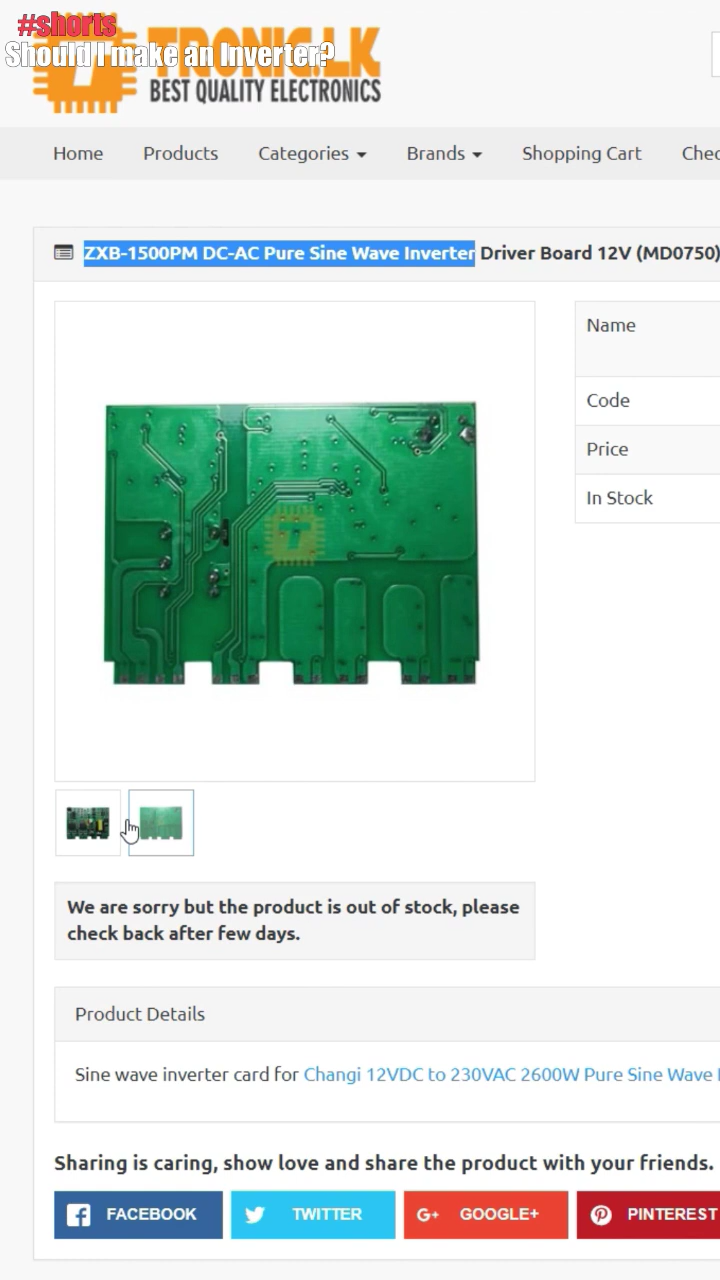 #shorts
Should I make an Inverter?
TRONIC.LK
BEST QUALITY ELECTRONICS
Home Products Categories Brands Shopping Cart Chec
ZXB-1500PM DC-AC Pure Sine Wave Inverter Driver Board 12V (MD0750)
Name
Code
Price
In Stock
T
We are sorry but the product is out of stock, please
check back after few days.
Product Details
Sine wave inverter card for Changi 12VDC to 230VAC 2600W Pure Sine Wave
Sharing is caring, show love and share the product with your friends.
FACEBOOK TWITTER G+ GOOGLE+ PINTEREST